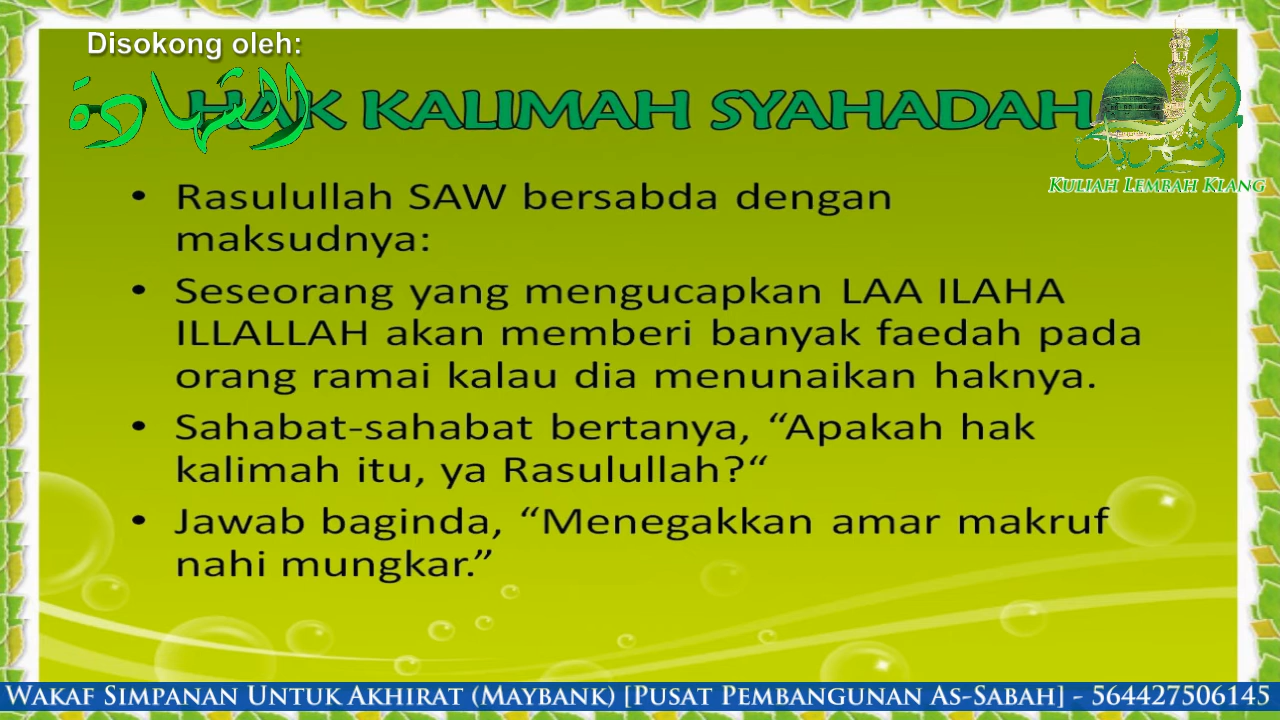 Disokong oleh:
الشهادة
HAK KALIMAH SYAHADAH
KULIAH LEMBAH KLANG
• Rasulullah SAW bersabda dengan
maksudnya:
• Seseorang yang mengucapkan LAA ILAHA
ILLALLAH akan memberi banyak faedah pada
orang ramai kalau dia menunaikan haknya.
• Sahabat-sahabat bertanya, “Apakah hak
kalimah itu, ya Rasulullah?“
• Jawab baginda, “Menegakkan amar makruf
nahi mungkar.”
WAKAF SIMPANAN UNTUK AKHIRAT (MAYBANK) [PUSAT PEMBANGUNAN AS-SABAH] - 564427506145